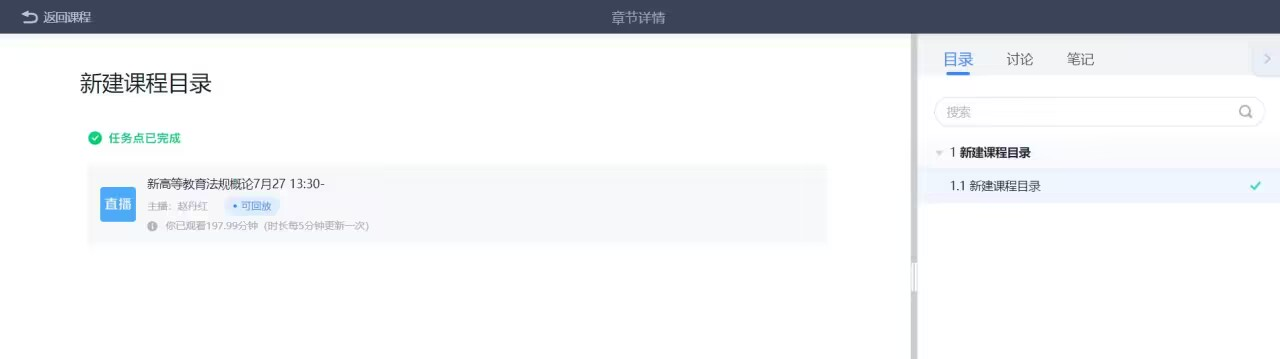 返回课程
章节详情
新建课程目录
任务点已完成
直播
新高等教育法规概论7月27 13:30-
主播：赵丹红
可回放
你已观看197.99分钟（时长每5分钟更新一次）
目录 讨论 笔记
搜索
1 新建课程目录
1.1 新建课程目录